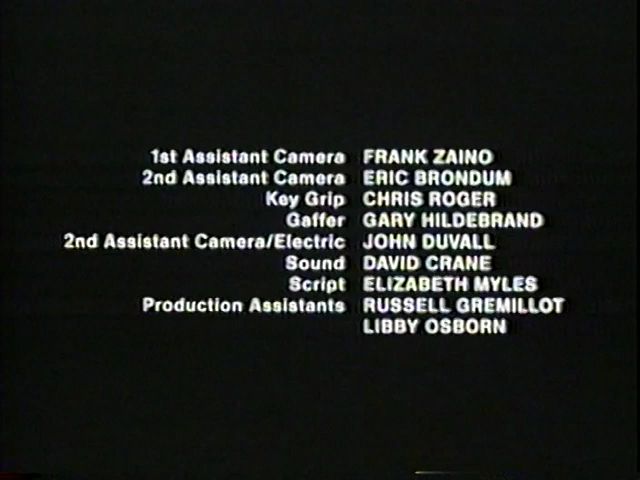 1st Assistant Camera FRANK ZAINO
2nd Assistant Camera ERIC BRONDUM
Key Grip CHRIS ROGER
Gaffer GARY HILDEBRAND
2nd Assistant Camera/Electric JOHN DUVALL
Sound DAVID CRANE
Script ELIZABETH MYLES
Production Assistants RUSSELL GREMILLOT
LIBBY OSBORN